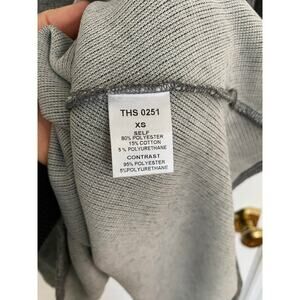 THS 0251
XS
SELF
80% POLYESTER
15% COTTON
5% POLYURETHANE
CONTRAST
95% POLYESTER
5%POLYURETHANE